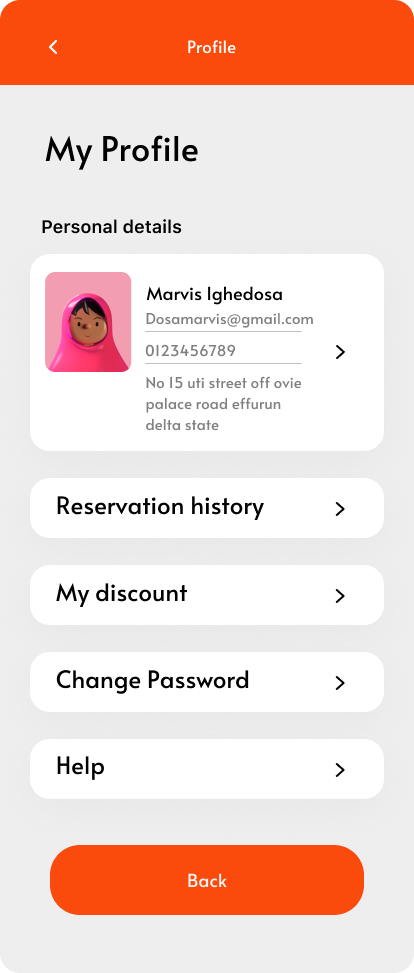 Profile
My Profile
Personal details
Marvis Ighedosa
Dosamarvis@gmail.com
0123456789
No 15 uti street off ovie
palace road effurun
delta state
Reservation history
My discount
Change Password
Help
Back